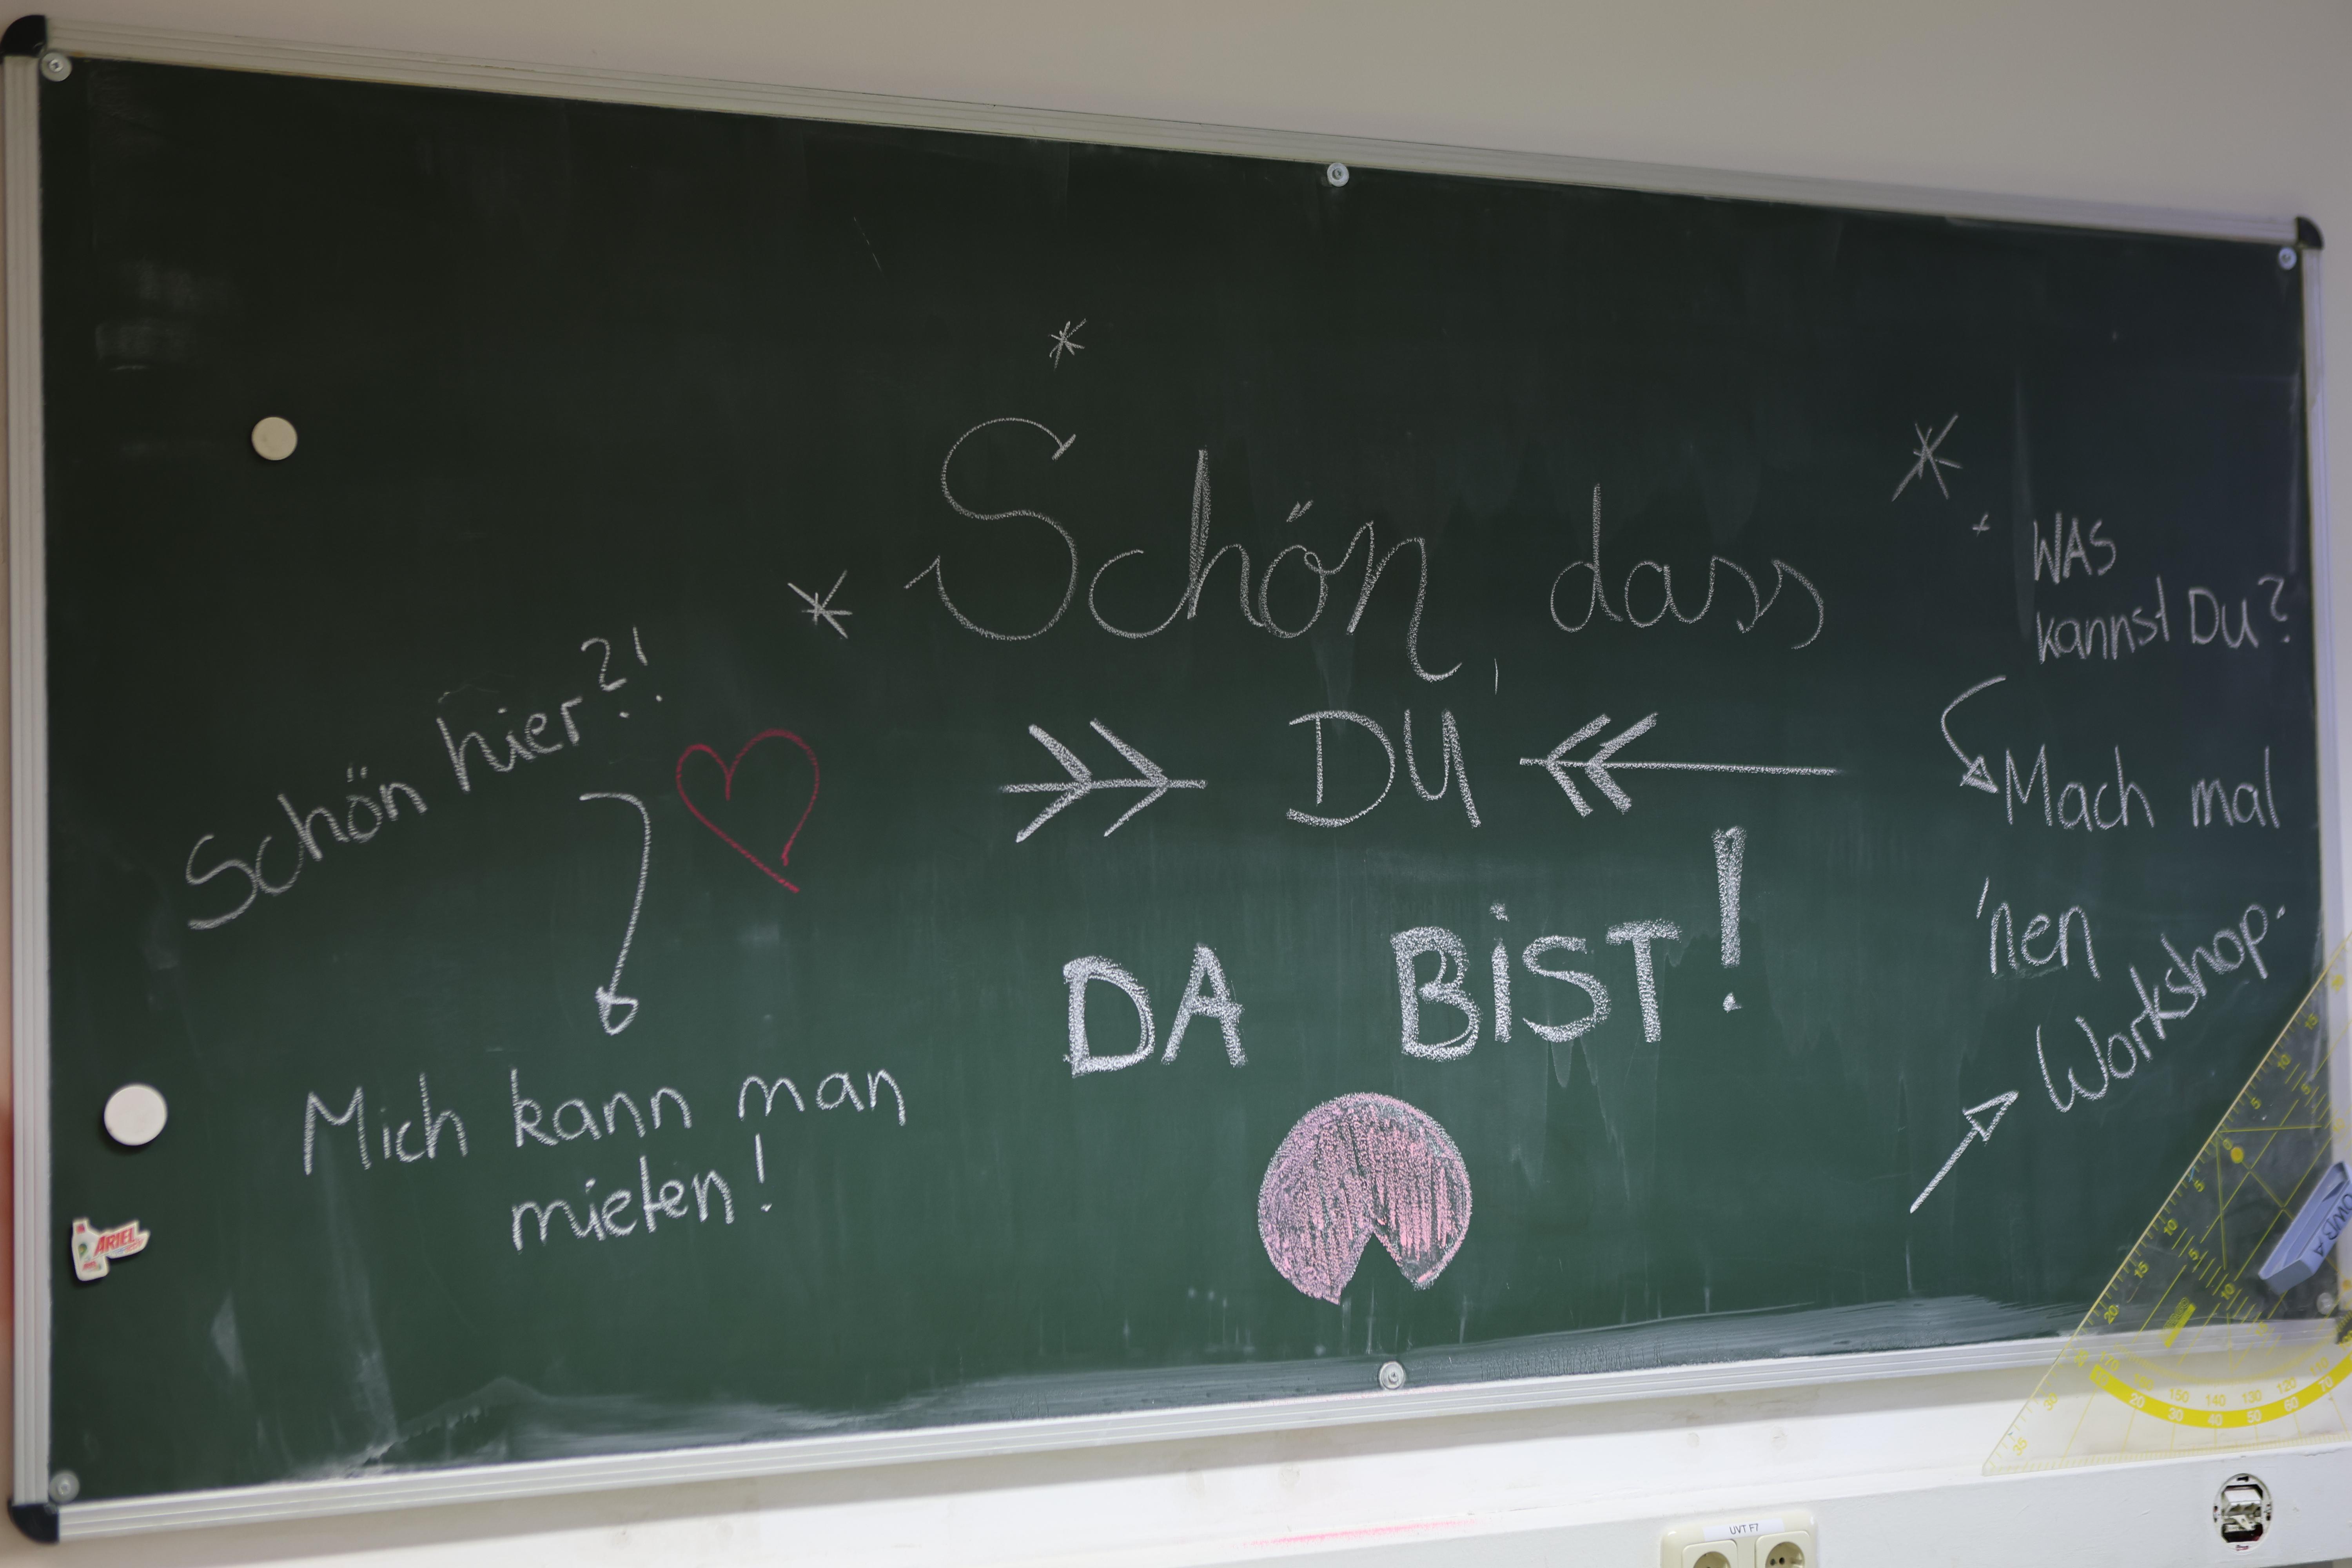 Schön hier?!
Mich kann man
mieten!
Schön, dass
DU
DA BiST!
WAS
kannst Du?
Mach mal
'nen
Workshop.
ARIEL
UVT F7